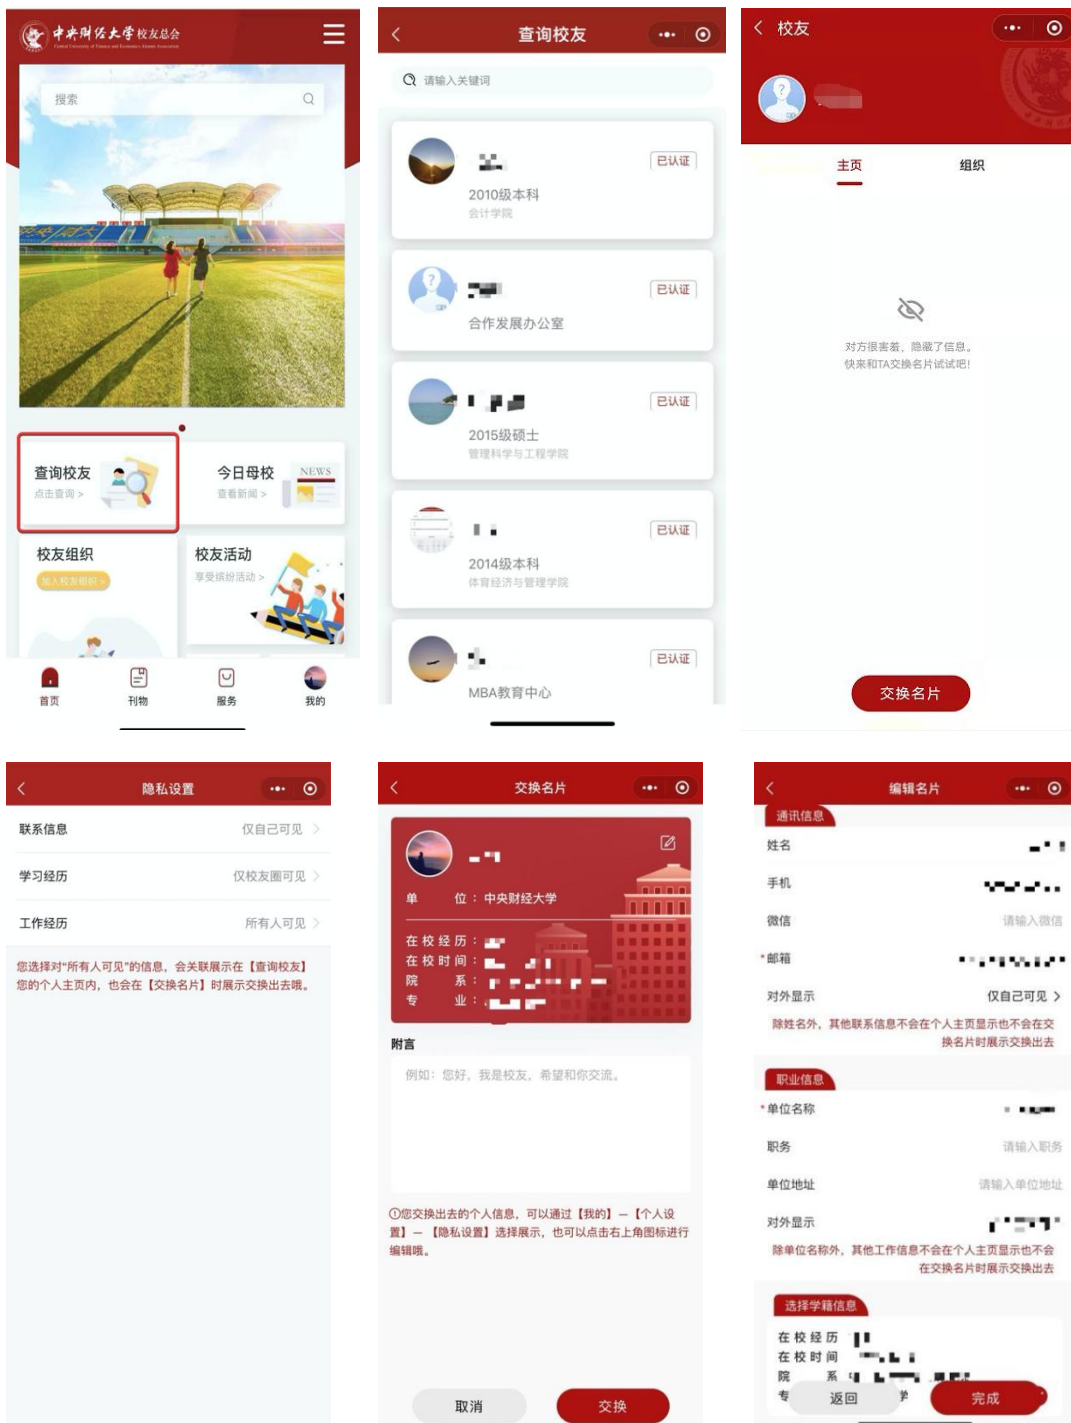 中央财经大学校友总会
Central University of Finance and Economics Alumni Association
搜索
中央财大
查询校友
点击查询 >
今日母校
查看新闻 >
NEWS
校友组织
加入校友组织 >
校友活动
享受缤纷活动 >
首页
刊物
服务
我的
查询校友
请输入关键词
已认证
2010级本科
会计学院
已认证
合作发展办公室
已认证
2015级硕士
管理科学与工程学院
已认证
2014级本科
体育经济与管理学院
已认证
MBA教育中心
校友
主页
组织
对方很害羞，隐藏了信息。
快来和TA交换名片试试吧!
交换名片
隐私设置
联系信息 仅自己可见
学习经历 仅校友圈可见
工作经历 所有人可见
您选择对“所有人可见”的信息，会关联展示在【查询校友】
您的个人主页内，也会在【交换名片】时展示交换出去哦。
交换名片
单 位：中央财经大学
在校经历：
在校时间：
院 系：
专 业：
附言
例如：您好，我是校友，希望和你交流。
①您交换出去的个人信息，可以通过【我的】—【个人设
置】—【隐私设置】选择展示，也可以点击右上角图标进行
编辑哦。
取消
交换
编辑名片
通讯信息
姓名
手机
微信 请输入微信
*邮箱
对外显示 仅自己可见 >
除姓名外，其他联系信息不会在个人主页显示也不会在交
换名片时展示交换出去
职业信息
*单位名称
职务 请输入职务
单位地址 请输入单位地址
对外显示
除单位名称外，其他工作信息不会在个人主页显示也不会
在交换名片时展示交换出去
选择学籍信息
在校经历
在校时间
院 系
专 学
返回
完成